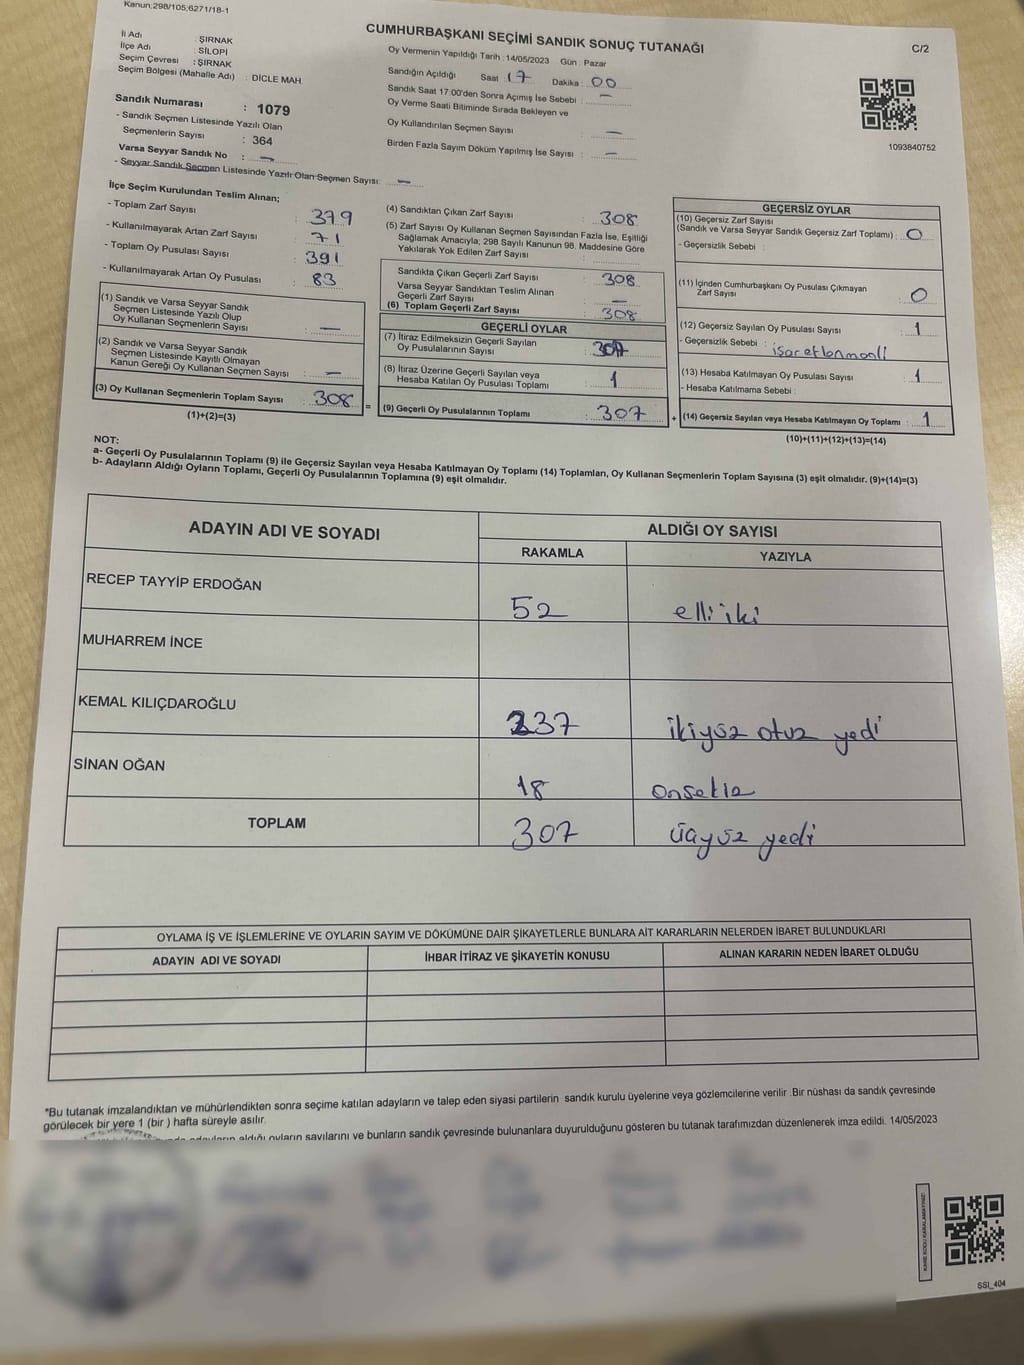 Kanun:298/105;6271/18-1
CUMHURBAŞKANI SEÇİMİ SANDIK SONUÇ TUTANAĞI
C/2
İl Adı : ŞIRNAK
İlçe Adı : SİLOPİ
Seçim Çevresi : ŞIRNAK
Seçim Bölgesi (Mahalle Adı) : DİCLE MAH.
Oy Vermenin Yapıldığı Tarih :14/05/2023 Gün : Pazar
Sandığın Açıldığı Saat 17 Dakika : 00
Sandık Saat 17:00'den Sonra Açımış İse Sebebi : —
Oy Verme Saati Bitiminde Sırada Bekleyen ve
Oy Kullandırılan Seçmen Sayısı : —
Birden Fazla Sayım Döküm Yapılmış İse Sayısı : —
1093840752
Sandık Numarası : 1079
- Sandık Seçmen Listesinde Yazılı Olan
Seçmenlerin Sayısı : 364
Varsa Seyyar Sandık No : —
- Seyyar Sandık Seçmen Listesinde Yazılı Olan Seçmen Sayısı: —
İlçe Seçim Kurulundan Teslim Alınan;
- Toplam Zarf Sayısı : 379
- Kullanılmayarak Artan Zarf Sayısı : 71
- Toplam Oy Pusulası Sayısı : 391
- Kullanılmayarak Artan Oy Pusulası : 83
(1) Sandık ve Varsa Seyyar Sandık
Seçmen Listesinde Yazılı Olup
Oy Kullanan Seçmenlerin Sayısı : —
(2) Sandık ve Varsa Seyyar Sandık
Seçmen Listesinde Kayıtlı Olmayan
Kanun Gereği Oy Kullanan Seçmen Sayısı : —
(3) Oy Kullanan Seçmenlerin Toplam Sayısı : 308
(1)+(2)=(3)
=
(4) Sandıktan Çıkan Zarf Sayısı : 308
(5) Zarf Sayısı Oy Kullanan Seçmen Sayısından Fazla İse, Eşitliği
Sağlamak Amacıyla; 298 Sayılı Kanunun 98. Maddesine Göre
Yakılarak Yok Edilen Zarf Sayısı :
Sandıkta Çıkan Geçerli Zarf Sayısı : 308
Varsa Seyyar Sandıktan Teslim Alınan
Geçerli Zarf Sayısı : —
(6) Toplam Geçerli Zarf Sayısı : 308
GEÇERLİ OYLAR
(7) İtiraz Edilmeksizin Geçerli Sayılan
Oy Pusulalarının Sayısı : 307
(8) İtiraz Üzerine Geçerli Sayılan veya
Hesaba Katılan Oy Pusulası Toplamı : 1
(9) Geçerli Oy Pusulalarının Toplamı : 307
+
GEÇERSİZ OYLAR
(10) Geçersiz Zarf Sayısı
(Sandık ve Varsa Seyyar Sandık Geçersiz Zarf Toplamı) : 0
- Geçersizlik Sebebi :
(11) İçinden Cumhurbaşkanı Oy Pusulası Çıkmayan
Zarf Sayısı : 0
(12) Geçersiz Sayılan Oy Pusulası Sayısı : 1
- Geçersizlik Sebebi : işaretlenmemeli
(13) Hesaba Katılmayan Oy Pusulası Sayısı : 1
- Hesaba Katılmama Sebebi :
(14) Geçersiz Sayılan veya Hesaba Katılmayan Oy Toplamı : 1
(10)+(11)+(12)+(13)=(14)
NOT:
a- Geçerli Oy Pusulalarının Toplamı (9) ile Geçersiz Sayılan veya Hesaba Katılmayan Oy Toplamı (14) Toplamları, Oy Kullanan Seçmenlerin Toplam Sayısına (3) eşit olmalıdır. (9)+(14)=(3)
b- Adayların Aldığı Oyların Toplamı, Geçerli Oy Pusulalarının Toplamına (9) eşit olmalıdır.
ADAYIN ADI VE SOYADI
ALDIĞI OY SAYISI
RAKAMLA YAZIYLA
RECEP TAYYİP ERDOĞAN 52 elli iki
MUHARREM İNCE
KEMAL KILIÇDAROĞLU 237 ikiyüz otuz yedi
SİNAN OĞAN 18 onsekiz
TOPLAM 307 üçyüz yedi
OYLAMA İŞ VE İŞLEMLERİNE VE OYLARIN SAYIM VE DÖKÜMÜNE DAİR ŞİKAYETLERLE BUNLARA AİT KARARLARIN NELERDEN İBARET BULUNDUKLARI
ADAYIN ADI VE SOYADI İHBAR İTİRAZ VE ŞİKAYETİN KONUSU ALINAN KARARIN NEDEN İBARET OLDUĞU
*Bu tutanak imzalandıktan ve mühürlendikten sonra seçime katılan adayların ve talep eden siyasi partilerin sandık kurulu üyelerine veya gözlemcilerine verilir .Bir nüshası da sandık çevresinde
görülecek bir yere 1 (bir ) hafta süreyle asılır.
adayların aldığı oyların sayılarını ve bunların sandık çevresinde bulunanlara duyurulduğunu gösteren bu tutanak tarafımızdan düzenlenerek imza edildi. 14/05/2023
SSI_404